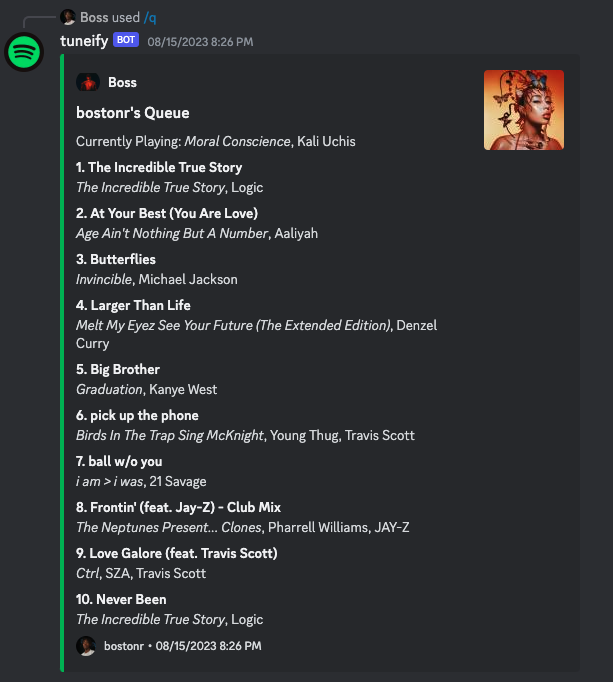 Boss used /q
tuneify BOT 08/15/2023 8:26 PM
Boss
bostonr's Queue
Currently Playing: Moral Conscience, Kali Uchis
1. The Incredible True Story
The Incredible True Story, Logic
2. At Your Best (You Are Love)
Age Ain't Nothing But A Number, Aaliyah
3. Butterflies
Invincible, Michael Jackson
4. Larger Than Life
Melt My Eyez See Your Future (The Extended Edition), Denzel
Curry
5. Big Brother
Graduation, Kanye West
6. pick up the phone
Birds In The Trap Sing McKnight, Young Thug, Travis Scott
7. ball w/o you
i am > i was, 21 Savage
8. Frontin' (feat. Jay-Z) - Club Mix
The Neptunes Present... Clones, Pharrell Williams, JAY-Z
9. Love Galore (feat. Travis Scott)
Ctrl, SZA, Travis Scott
10. Never Been
The Incredible True Story, Logic
bostonr • 08/15/2023 8:26 PM